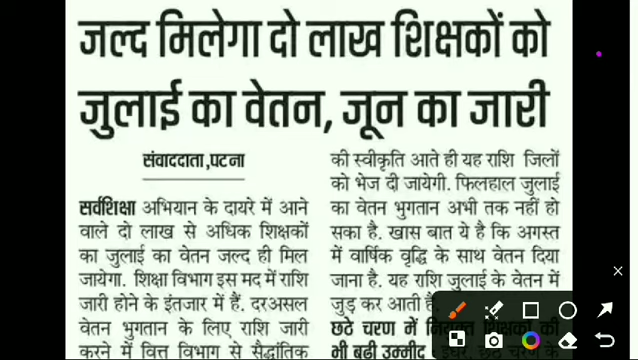 जल्द मिलेगा दो लाख शिक्षकों को
जुलाई का वेतन, जून का जारी
संवाददाता,पटना
सर्वशिक्षा अभियान के दायरे में आने
वाले दो लाख से अधिक शिक्षकों
का जुलाई का वेतन जल्द ही मिल
जायेगा. शिक्षा विभाग इस मद में राशि
जारी होने के इंतजार में हैं. दरअसल
वेतन भुगतान के लिए राशि जारी
करने में वित्त विभाग से सैद्धांतिक
की स्वीकृति आते ही यह राशि जिलों
को भेज दी जायेगी. फिलहाल जुलाई
का वेतन भुगतान अभी तक नहीं हो
सका है. खास बात ये है कि अगस्त
में वार्षिक वृद्धि के साथ वेतन दिया
जाना है. यह राशि जुलाई के वेतन में
जुड़ कर आती है.
छठे चरण में शिक्षकों की
भी बढ़ी उम्मीद